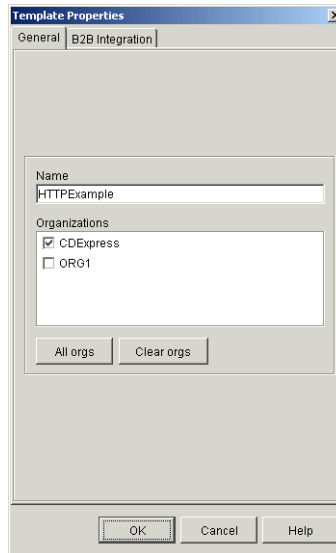 Template Properties
General B2B Integration
Name
HTTPExample
Organizations
CDExpress
ORG1
All orgs Clear orgs
OK Cancel Help